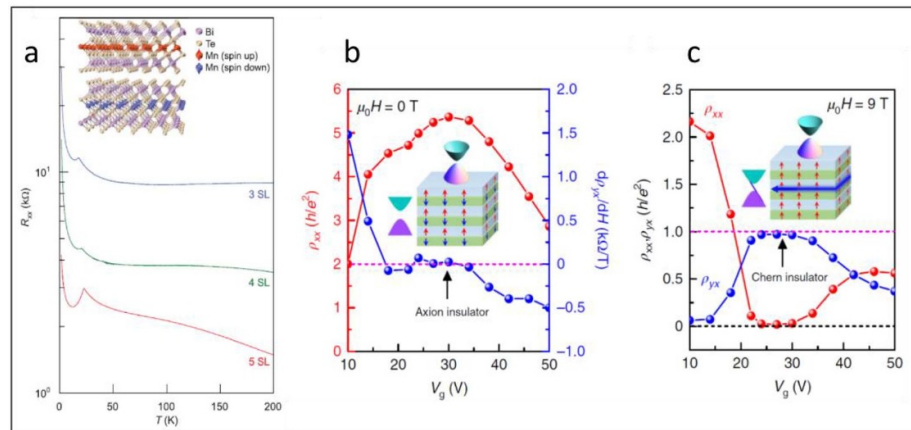 a
Bi
Te
Mn (spin up)
Mn (spin down)
R_xx (kΩ)
10²
10¹
10⁰
3 SL
4 SL
5 SL
0
50
100
150
200
T (K)
b
μ₀H = 0 T
ρ_xx (h/e²)
6
5
4
3
2
1
0
dρ_yx/dH (kΩ/T)
2.0
1.5
1.0
0.5
0
−0.5
−1.0
Axion insulator
10
20
30
40
50
V_g (V)
c
μ₀H = 9 T
ρ_xx
ρ_yx
ρ_xx,ρ_yx (h/e²)
2.5
2.0
1.5
1.0
0.5
0
Chern insulator
10
20
30
40
50
V_g (V)